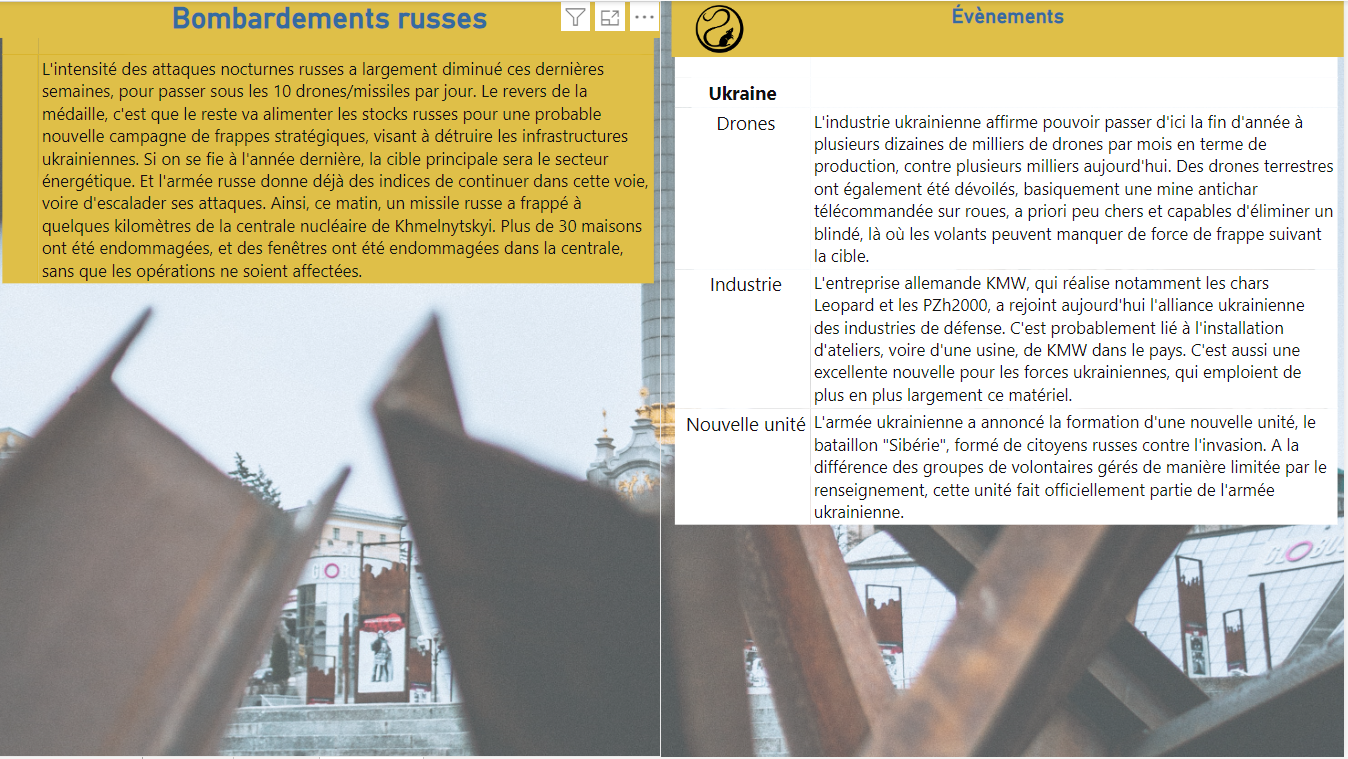 Bombardements russes
L'intensité des attaques nocturnes russes a largement diminué ces dernières
semaines, pour passer sous les 10 drones/missiles par jour. Le revers de la
médaille, c'est que le reste va alimenter les stocks russes pour une probable
nouvelle campagne de frappes stratégiques, visant à détruire les infrastructures
ukrainiennes. Si on se fie à l'année dernière, la cible principale sera le secteur
énergétique. Et l'armée russe donne déjà des indices de continuer dans cette voie,
voire d'escalader ses attaques. Ainsi, ce matin, un missile russe a frappé à
quelques kilomètres de la centrale nucléaire de Khmelnytskyi. Plus de 30 maisons
ont été endommagées, et des fenêtres ont été endommagées dans la centrale,
sans que les opérations ne soient affectées.
GLOBU
Évènements
Ukraine
Drones
L'industrie ukrainienne affirme pouvoir passer d'ici la fin d'année à
plusieurs dizaines de milliers de drones par mois en terme de
production, contre plusieurs milliers aujourd'hui. Des drones terrestres
ont également été dévoilés, basiquement une mine antichar
télécommandée sur roues, a priori peu chers et capables d'éliminer un
blindé, là où les volants peuvent manquer de force de frappe suivant
la cible.
Industrie
L'entreprise allemande KMW, qui réalise notamment les chars
Leopard et les PZh2000, a rejoint aujourd'hui l'alliance ukrainienne
des industries de défense. C'est probablement lié à l'installation
d'ateliers, voire d'une usine, de KMW dans le pays. C'est aussi une
excellente nouvelle pour les forces ukrainiennes, qui emploient de
plus en plus largement ce matériel.
Nouvelle unité
L'armée ukrainienne a annoncé la formation d'une nouvelle unité, le
bataillon "Sibérie", formé de citoyens russes contre l'invasion. A la
différence des groupes de volontaires gérés de manière limitée par le
renseignement, cette unité fait officiellement partie de l'armée
ukrainienne.
GLOBU